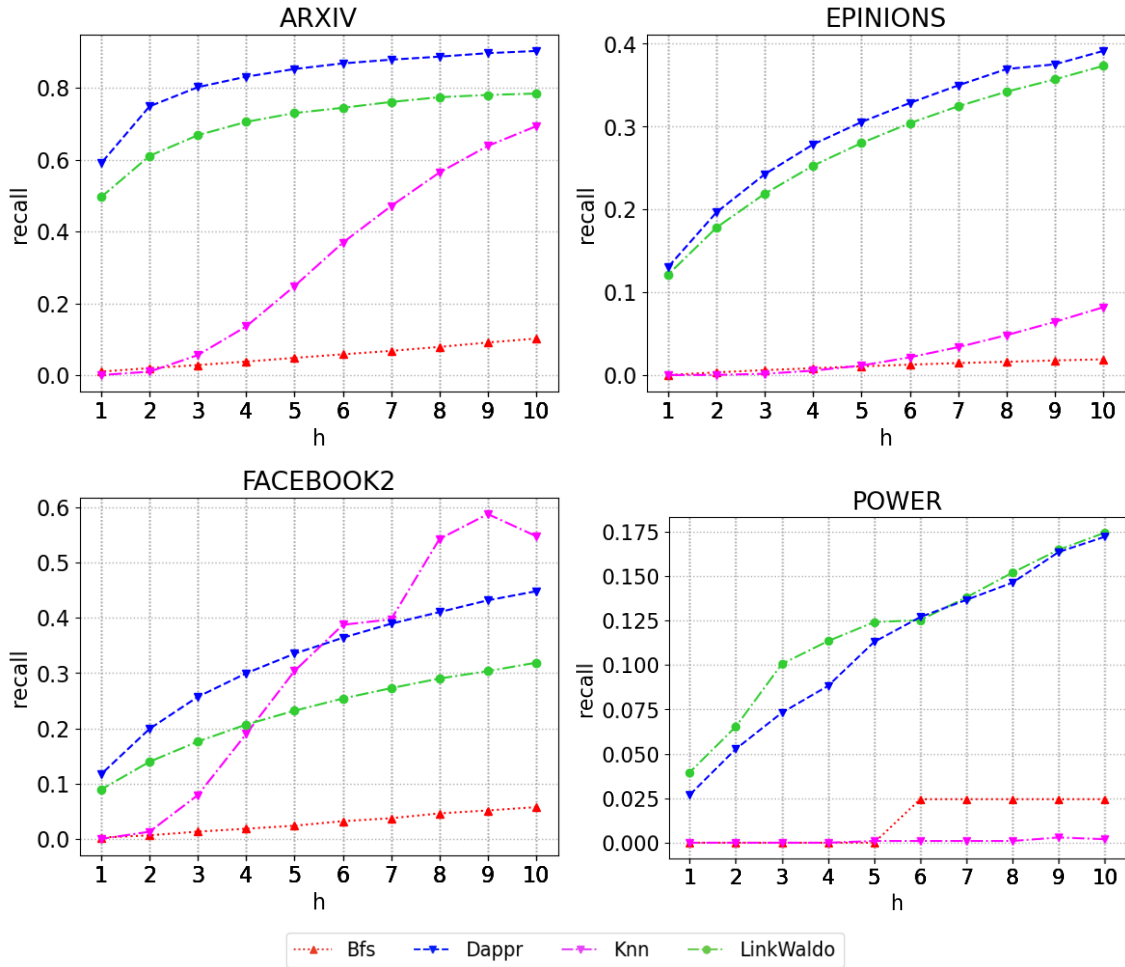 ARXIV
0.8
0.6
0.4
0.2
0.0
recall
1 2 3 4 5 6 7 8 9 10
h
EPINIONS
0.4
0.3
0.2
0.1
0.0
recall
1 2 3 4 5 6 7 8 9 10
h
FACEBOOK2
0.6
0.5
0.4
0.3
0.2
0.1
0.0
recall
1 2 3 4 5 6 7 8 9 10
h
POWER
0.175
0.150
0.125
0.100
0.075
0.050
0.025
0.000
recall
1 2 3 4 5 6 7 8 9 10
h
Bfs Dappr Knn LinkWaldo